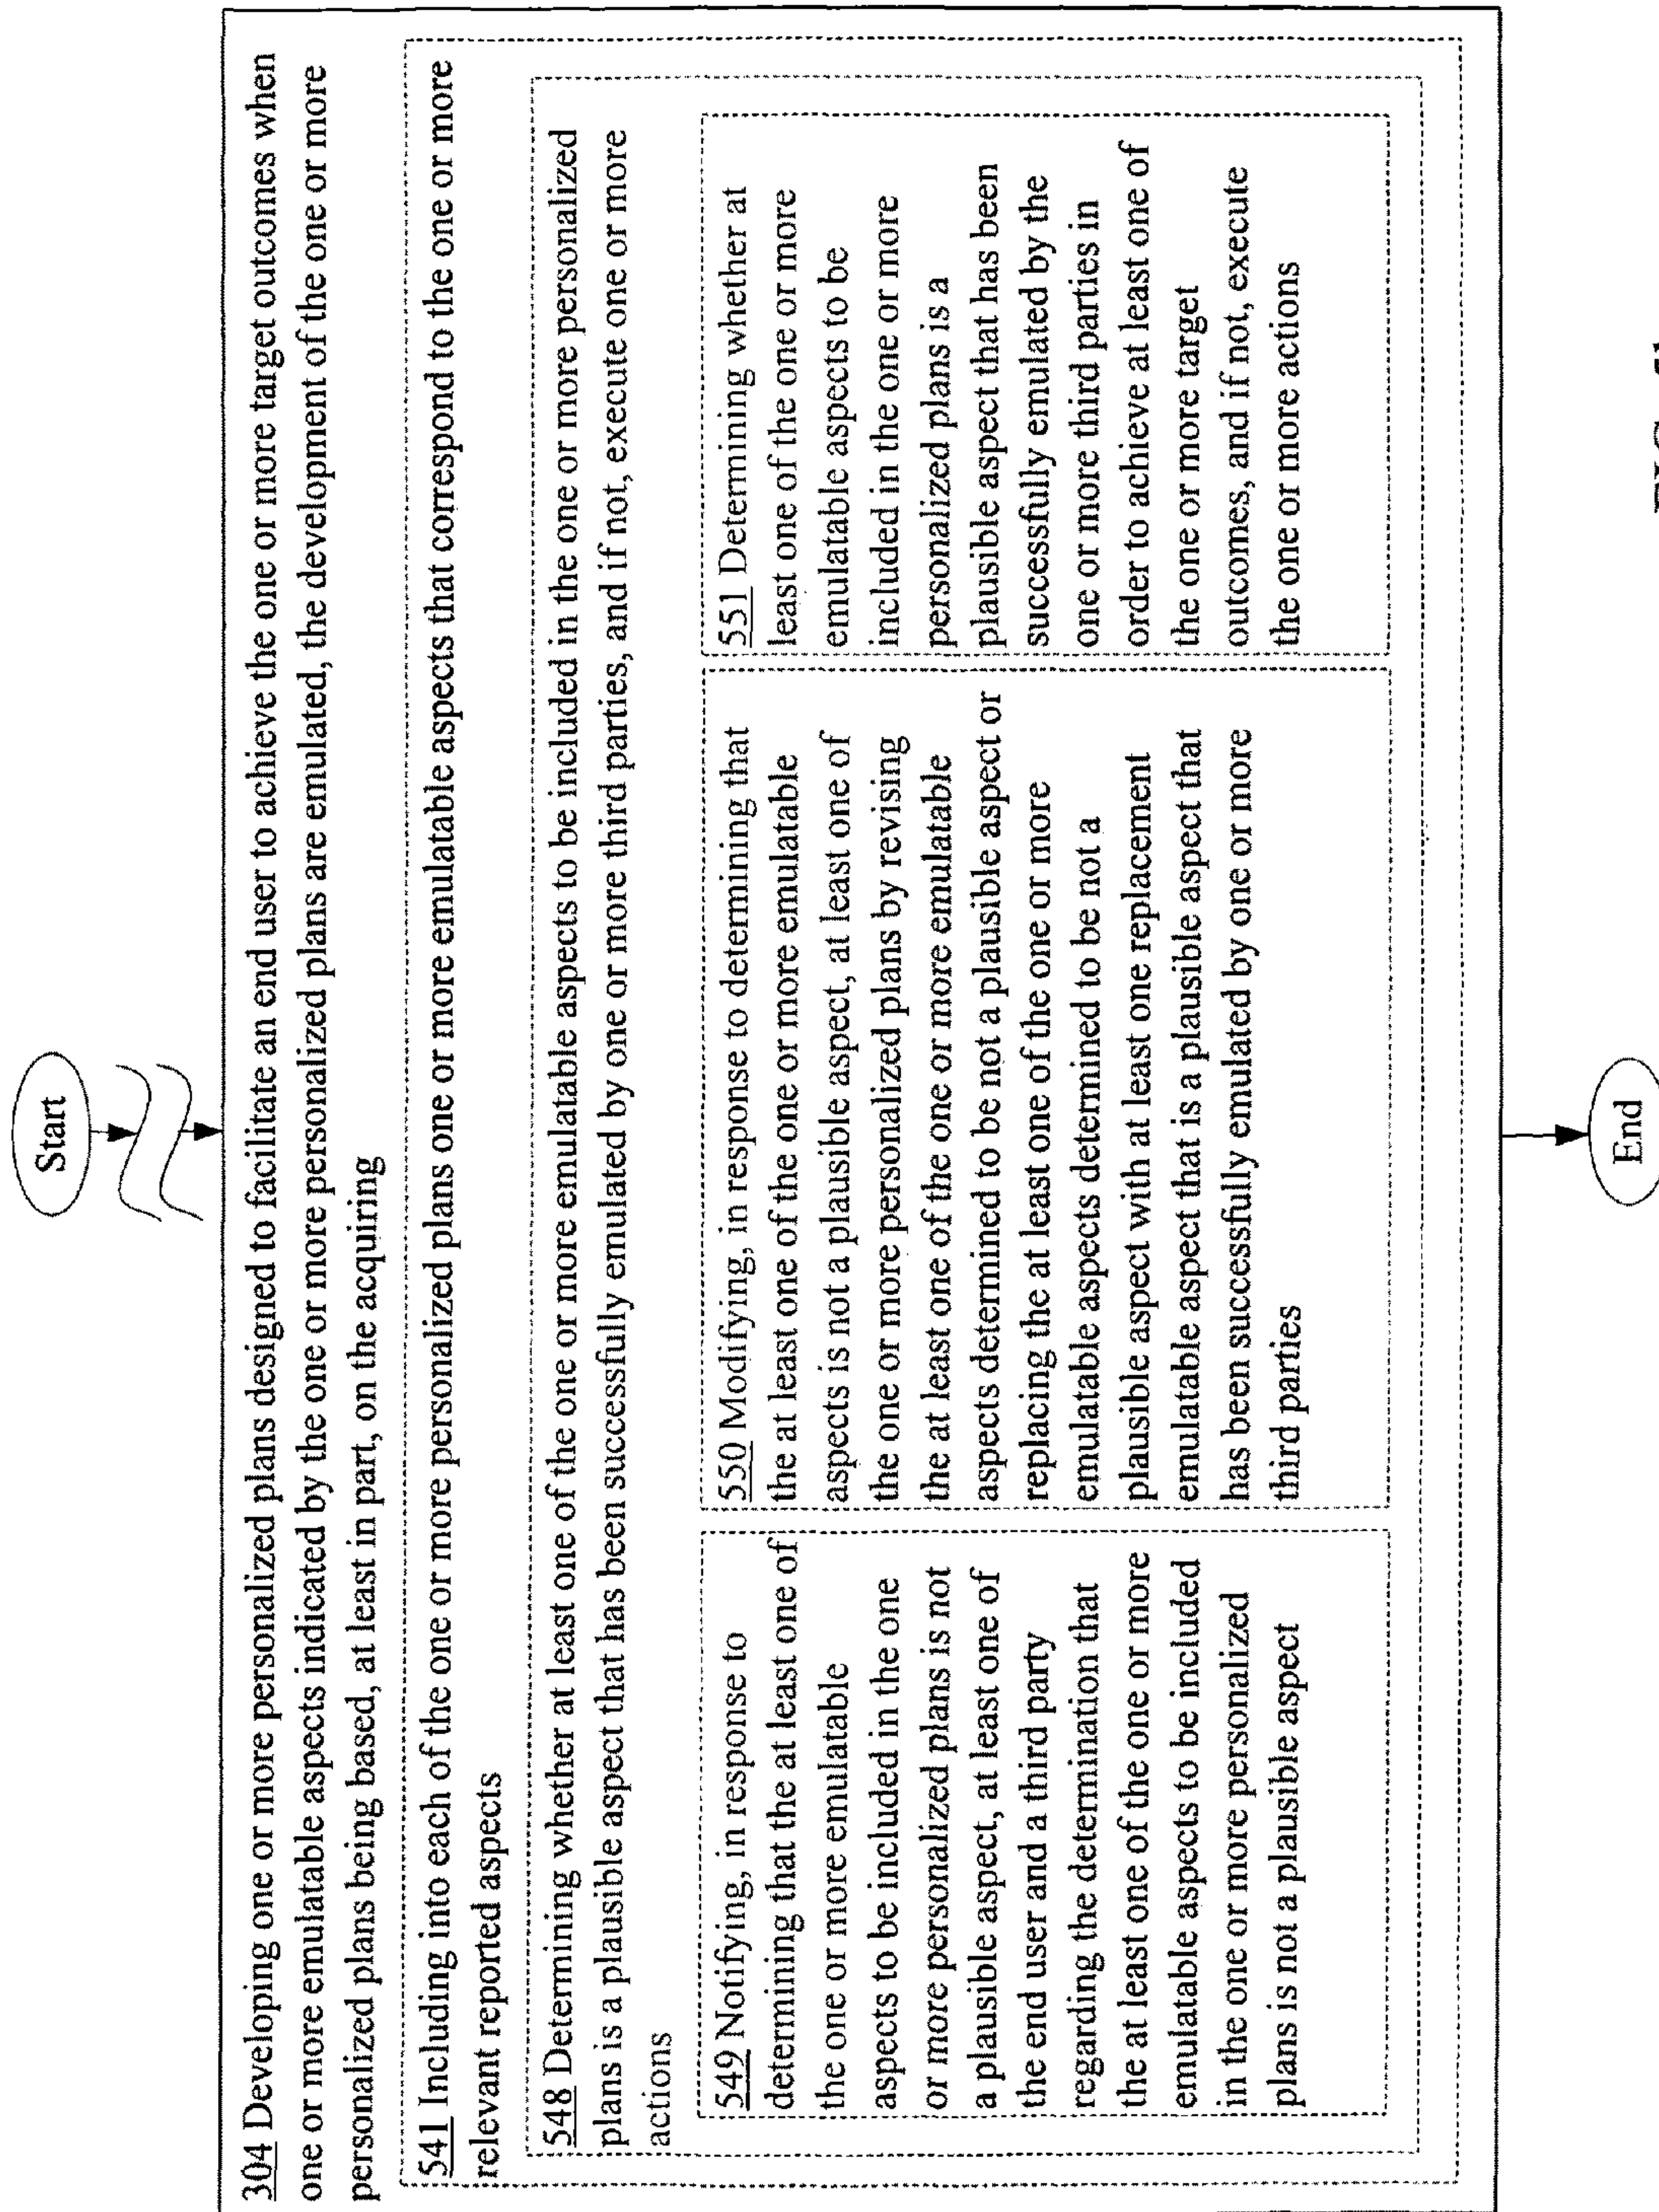 Start
304 Developing one or more personalized plans designed to facilitate an end user to achieve the one or more target outcomes when
one or more emulatable aspects indicated by the one or more personalized plans are emulated, the development of the one or more
personalized plans being based, at least in part, on the acquiring
541 Including into each of the one or more personalized plans one or more emulatable aspects that correspond to the one or more
relevant reported aspects
548 Determining whether at least one of the one or more emulatable aspects to be included in the one or more personalized
plans is a plausible aspect that has been successfully emulated by one or more third parties, and if not, execute one or more
actions
549 Notifying, in response to
determining that the at least one of
the one or more emulatable
aspects to be included in the one
or more personalized plans is not
a plausible aspect, at least one of
the end user and a third party
regarding the determination that
the at least one of the one or more
emulatable aspects to be included
in the one or more personalized
plans is not a plausible aspect
550 Modifying, in response to determining that
the at least one of the one or more emulatable
aspects is not a plausible aspect, at least one of
the one or more personalized plans by revising
the at least one of the one or more emulatable
aspects determined to be not a plausible aspect or
replacing the at least one of the one or more
emulatable aspects determined to be not a
plausible aspect with at least one replacement
emulatable aspect that is a plausible aspect that
has been successfully emulated by one or more
third parties
551 Determining whether at
least one of the one or more
emulatable aspects to be
included in the one or more
personalized plans is a
plausible aspect that has been
successfully emulated by the
one or more third parties in
order to achieve at least one of
the one or more target
outcomes, and if not, execute
the one or more actions
End